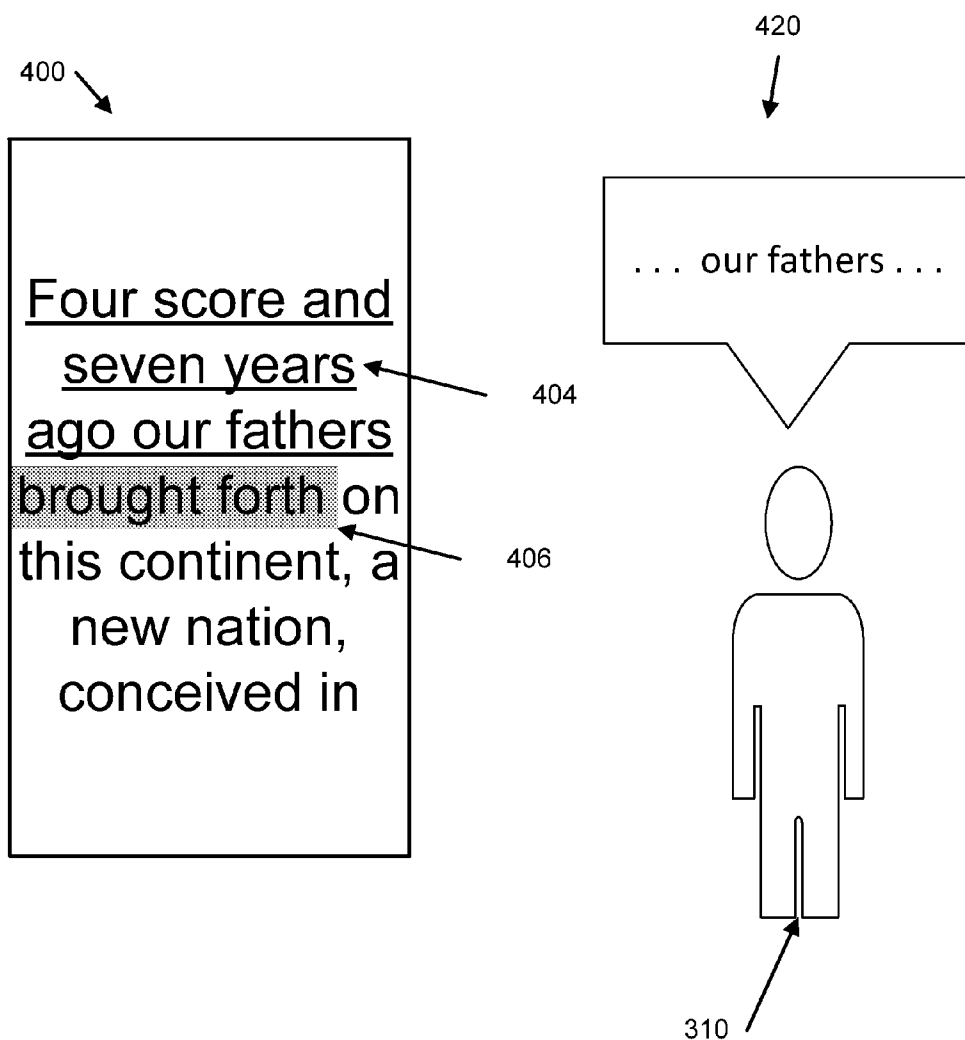 420
400
... our fathers ...
Four score and
seven years
404
ago our fathers
brought forth on
406
this continent, a
new nation,
conceived in
310